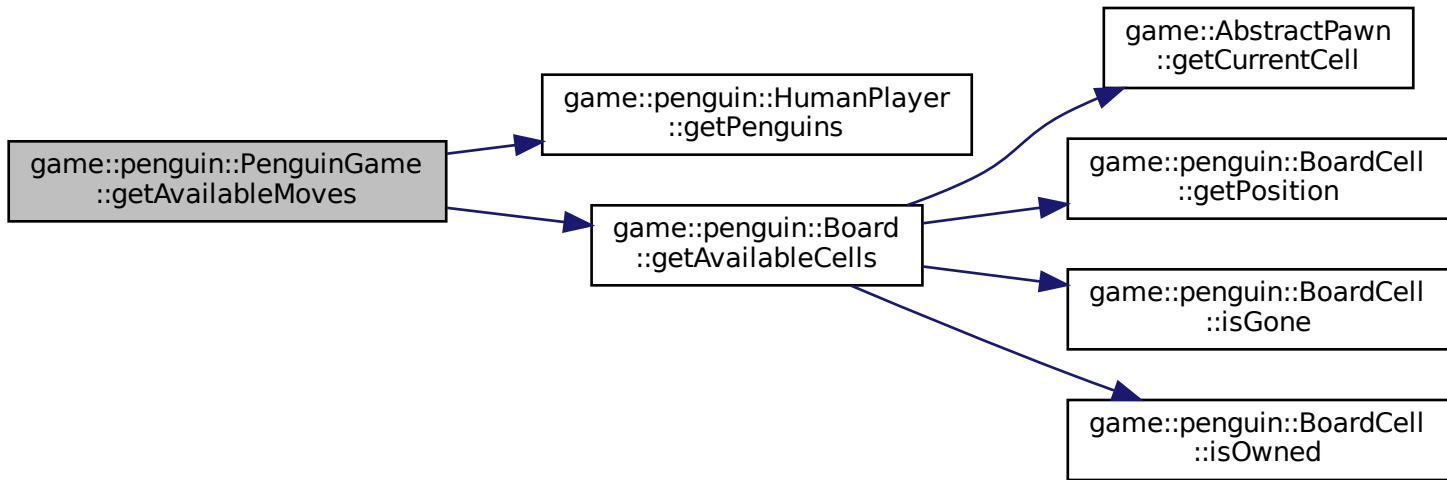 game::penguin::PenguinGame
::getAvailableMoves
game::penguin::HumanPlayer
::getPenguins
game::penguin::Board
::getAvailableCells
game::AbstractPawn
::getCurrentCell
game::penguin::BoardCell
::getPosition
game::penguin::BoardCell
::isGone
game::penguin::BoardCell
::isOwned